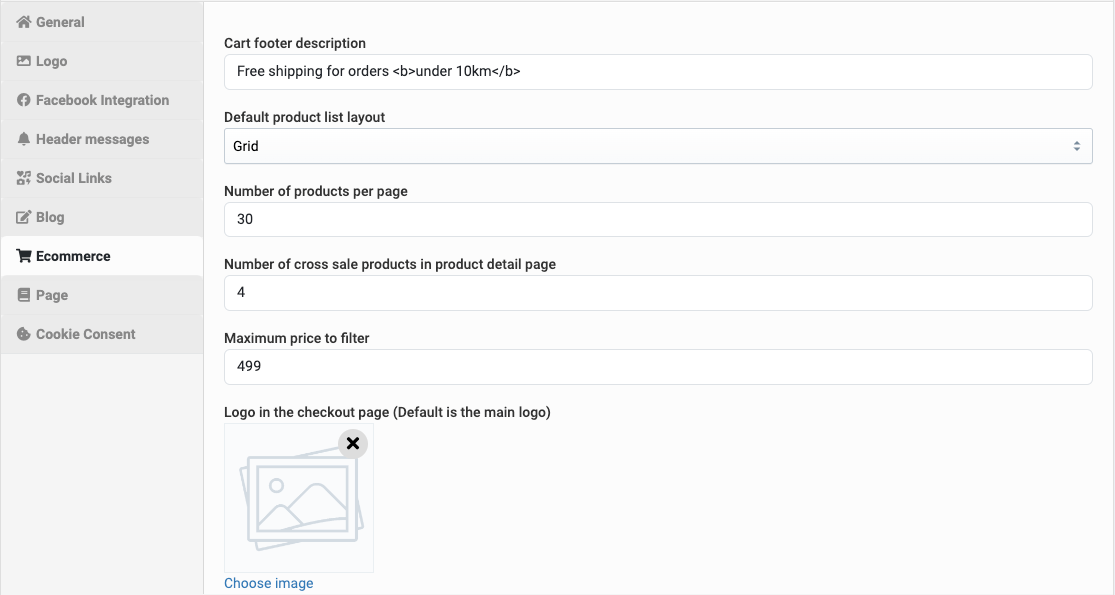 General
Logo
Facebook Integration
Header messages
Social Links
Blog
Ecommerce
Page
Cookie Consent
Cart footer description
Free shipping for orders <b>under 10km</b>
Default product list layout
Grid
Number of products per page
30
Number of cross sale products in product detail page
4
Maximum price to filter
499
Logo in the checkout page (Default is the main logo)
Choose image